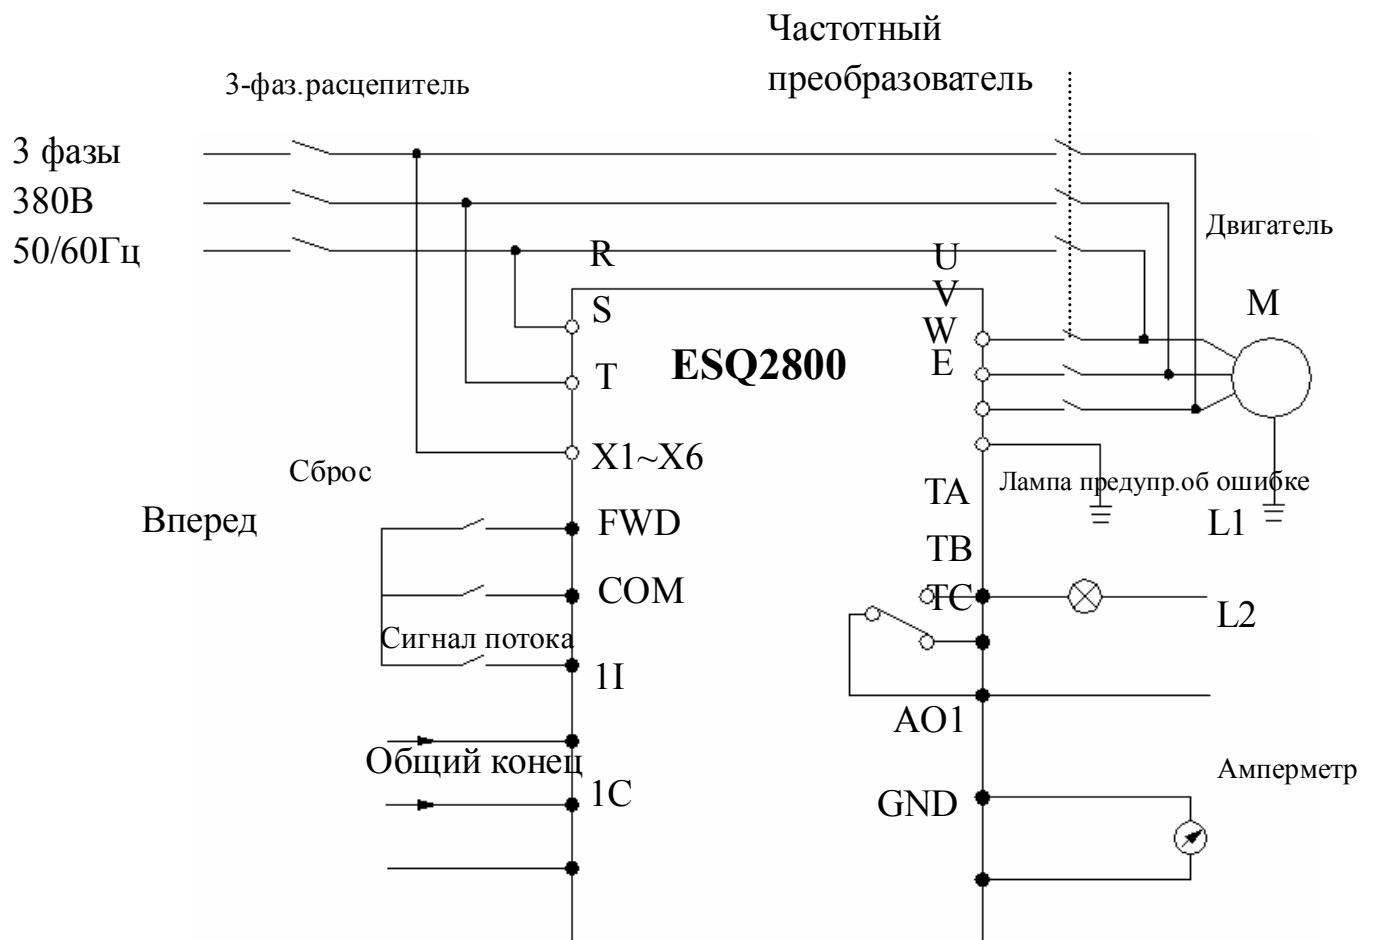 Частотный
преобразователь
3-фаз.расцепитель
3 фазы
380В
50/60Гц
Двигатель
R
U
S
V
M
W
T
ESQ2800
E
X1~X6
Сброс
TA
Лампа предупр.об ошибке
Вперед
FWD
L1
TB
COM
TC
L2
Сигнал потока
1I
AO1
Общий конец
Амперметр
1C
GND